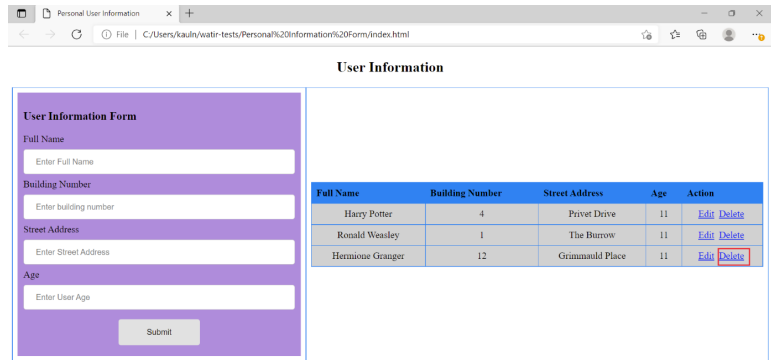 Personal User Information
File | C:/Users/kauln/watir-tests/Personal%20Information%20Form/index.html
User Information
User Information Form
Full Name
Enter Full Name
Building Number
Enter building number
Street Address
Enter Street Address
Age
Enter User Age
Submit
Full Name Building Number Street Address Age Action
Harry Potter 4 Privet Drive 11 Edit Delete
Ronald Weasley 1 The Burrow 11 Edit Delete
Hermione Granger 12 Grimmauld Place 11 Edit Delete